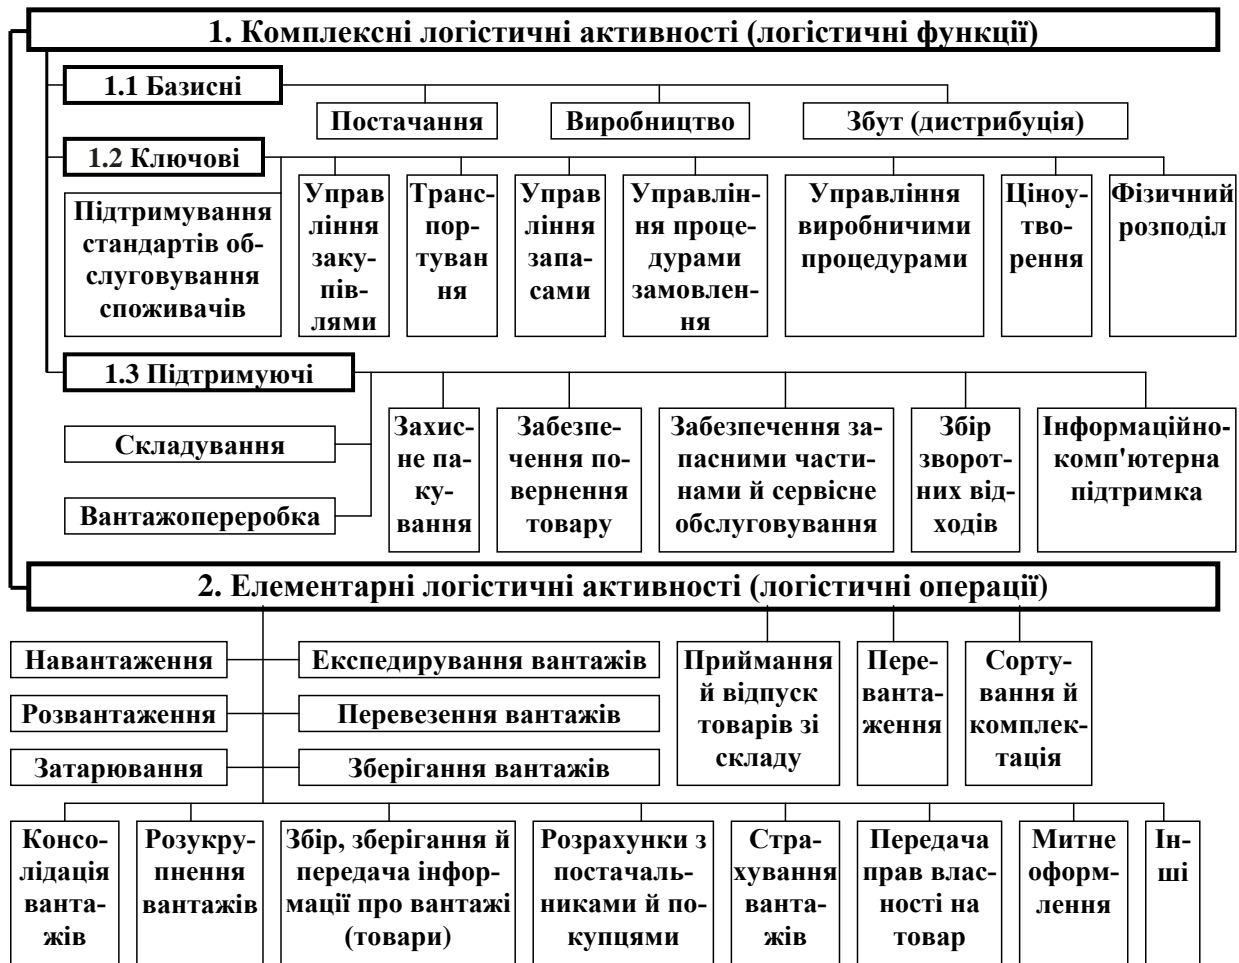 1. Комплексні логістичні активності (логістичні функції)
1.1 Базисні
Постачання
Виробництво
Збут (дистрибуція)
1.2 Ключові
Підтримування
стандартів об-
слуговування
споживачів
Управ
ління
заку-
пів-
лями
Транс-
пор-
туван
ня
Управ
ління
запа-
сами
Управлін-
ня проце-
дурами
замовлен-
ня
Управління
виробничими
процедурами
Ціноу-
тво-
рення
Фізичний
розподіл
1.3 Підтримуючі
Складування
Вантажопереробка
Захис-
не па-
ку-
вання
Забезпе-
чення по-
вернення
товару
Забезпечення за-
пасними части-
нами й сервісне
обслуговування
Збір
зворот-
них від-
ходів
Інформаційно-
комп'ютерна
підтримка
2. Елементарні логістичні активності (логістичні операції)
Навантаження
Розвантаження
Затарювання
Експедирування вантажів
Перевезення вантажів
Зберігання вантажів
Приймання
й відпуск
товарів зі
складу
Пере-
ванта-
ження
Сорту-
вання й
комплек-
тація
Консо-
лідація
ванта-
жів
Розукру-
пнення
вантажів
Збір, зберігання й
передача інфор-
мації про вантажі
(товари)
Розрахунки з
постачаль-
никами й по-
купцями
Стра-
хування
ванта-
жів
Передача
прав влас-
ності на
товар
Митне
оформ-
лення
Ін-
ші